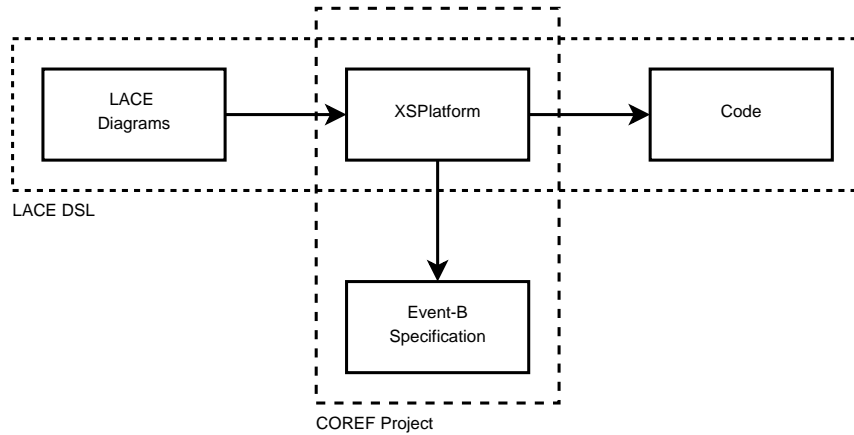 LACE
Diagrams
XSPlatform
Code
LACE DSL
Event-B
Specification
COREF Project